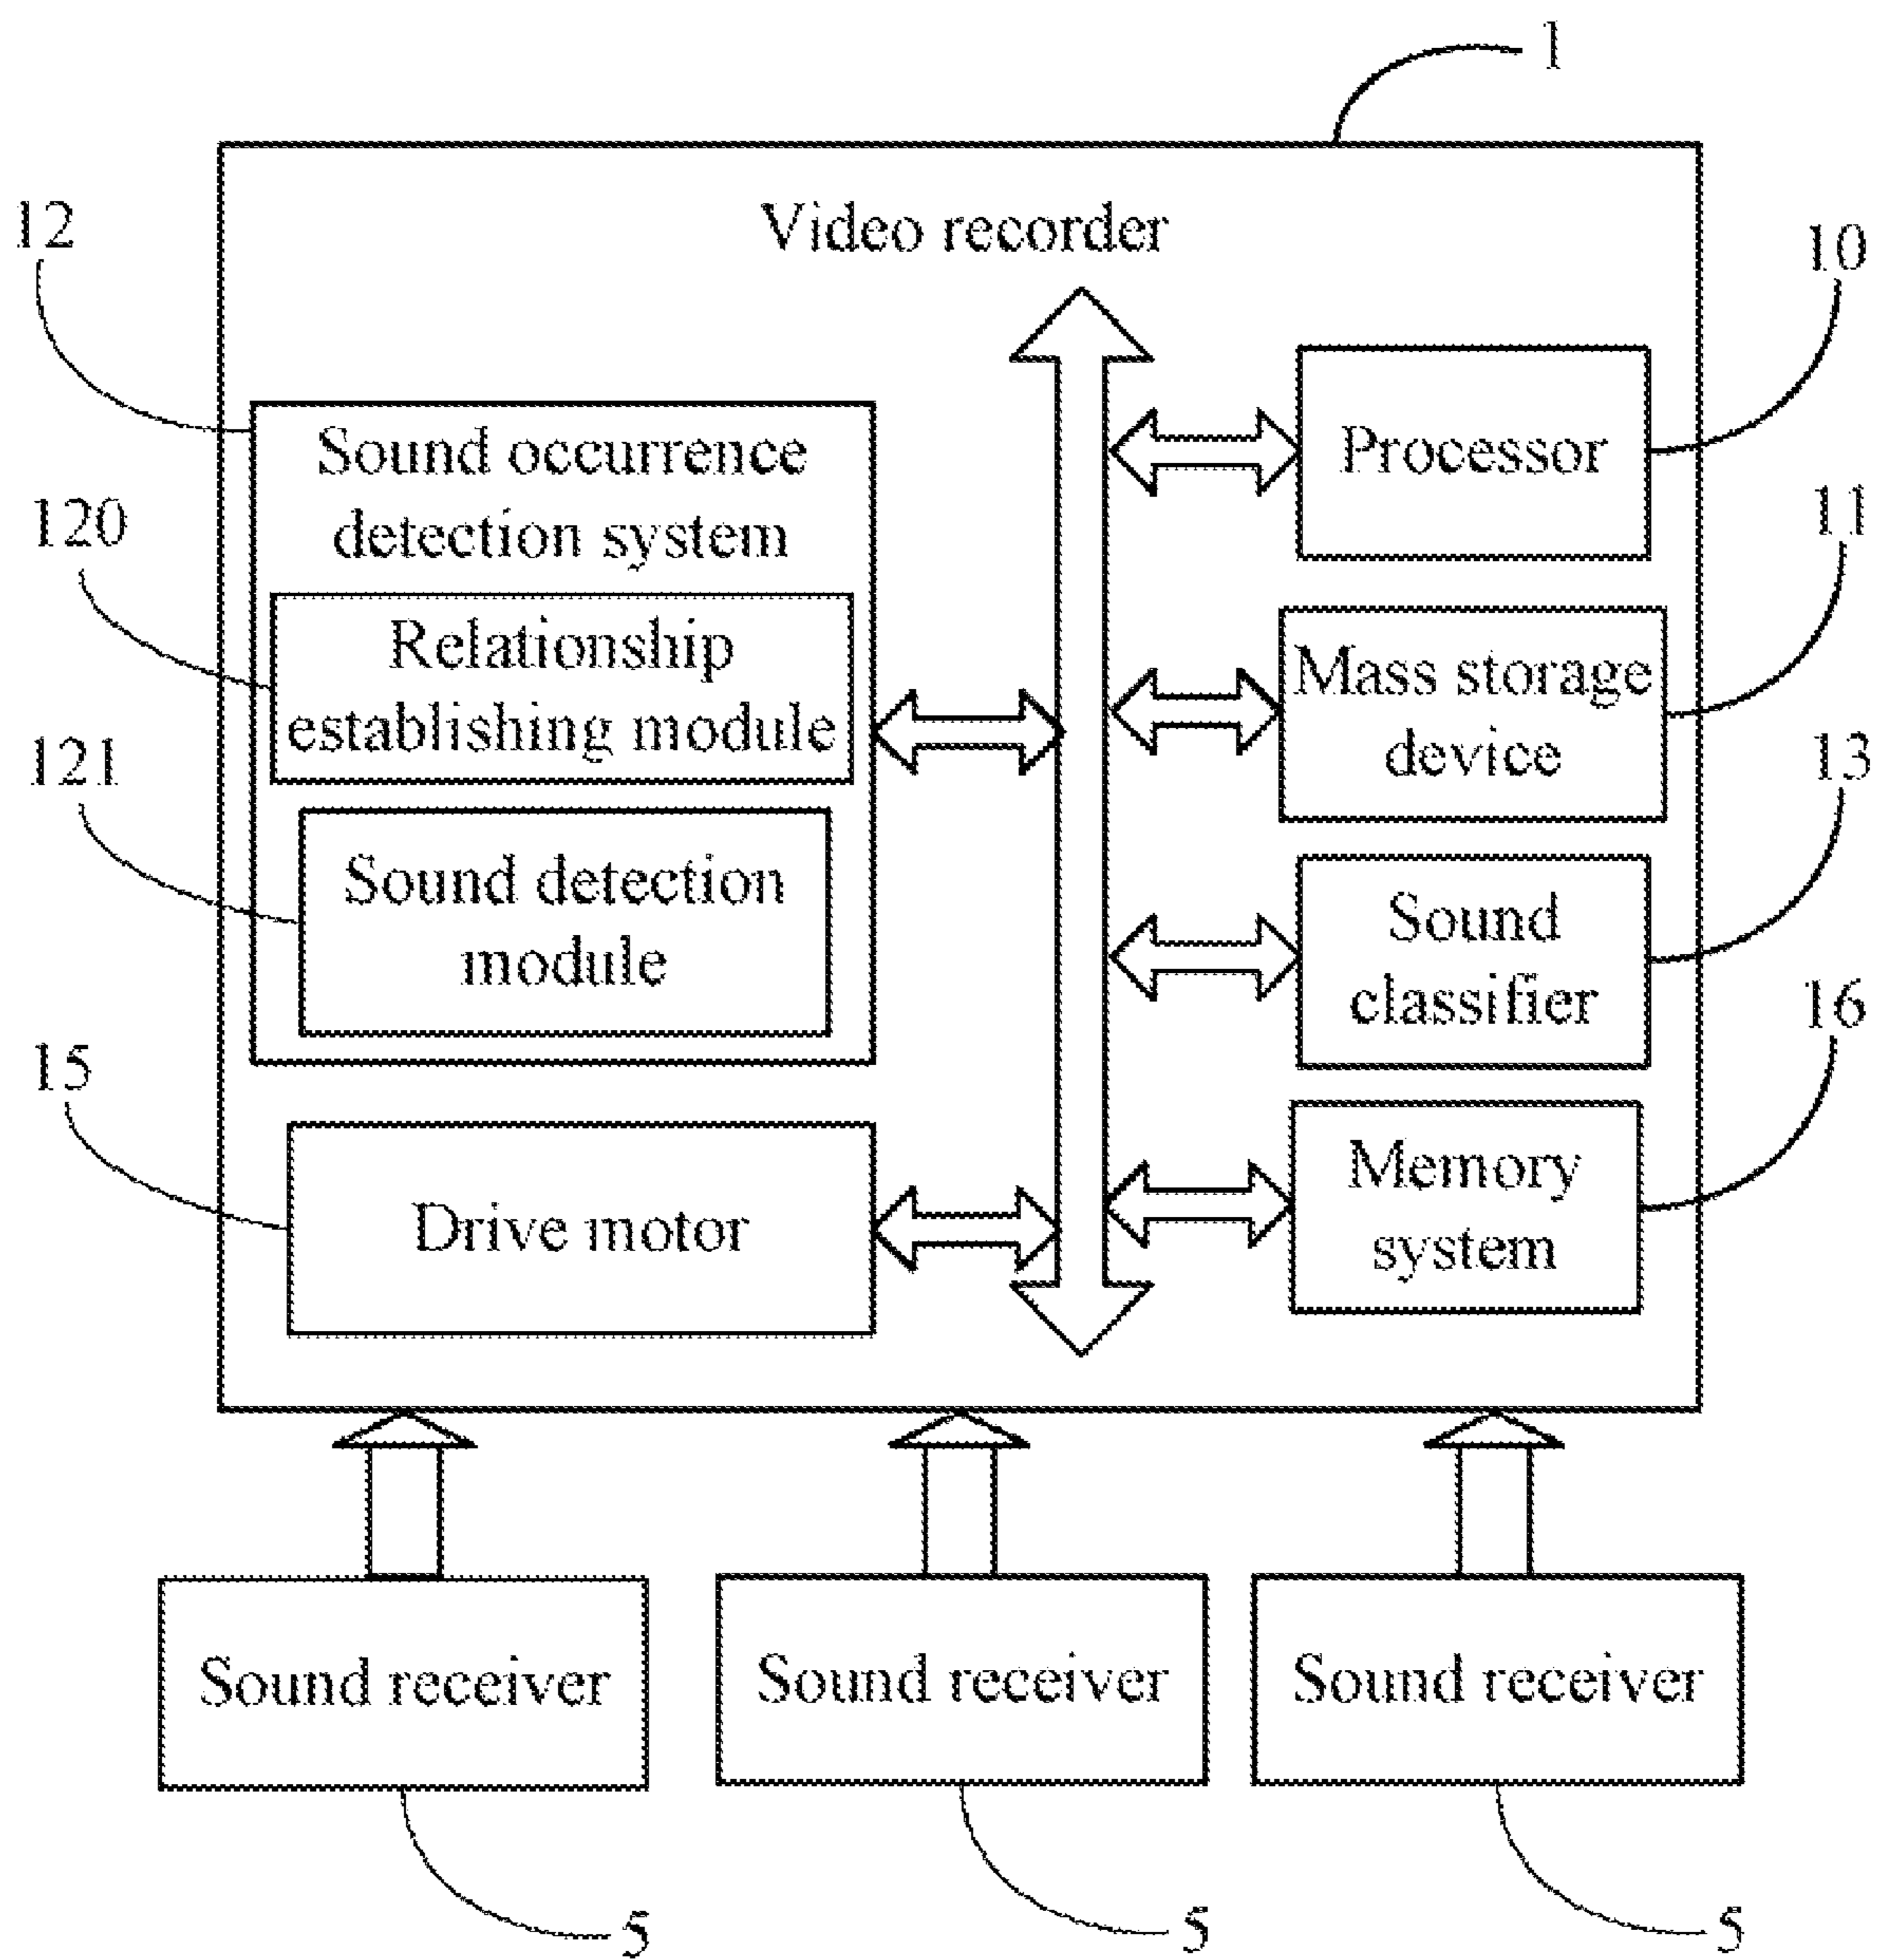 1
Video recorder
12
10
Sound occurrence
detection system
Processor
120
11
Relationship
establishing module
Mass storage
device
121
13
Sound detection
module
Sound
classifier
15
16
Drive motor
Memory
system
Sound receiver
Sound receiver
Sound receiver
5
5
5